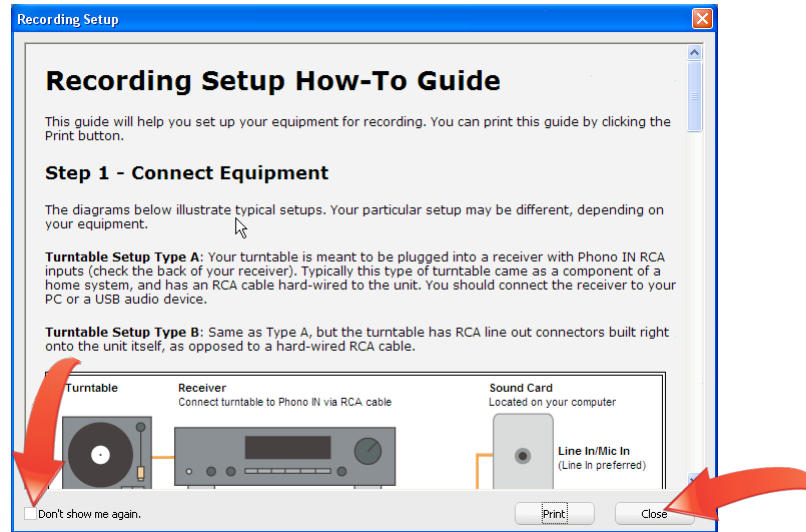 Recording Setup
Recording Setup How-To Guide
This guide will help you set up your equipment for recording. You can print this guide by clicking the
Print button.
Step 1 - Connect Equipment
The diagrams below illustrate typical setups. Your particular setup may be different, depending on
your equipment.
Turntable Setup Type A: Your turntable is meant to be plugged into a receiver with Phono IN RCA
inputs (check the back of your receiver). Typically this type of turntable came as a component of a
home system, and has an RCA cable hard-wired to the unit. You should connect the receiver to your
PC or a USB audio device.
Turntable Setup Type B: Same as Type A, but the turntable has RCA line out connectors built right
onto the unit itself, as opposed to a hard-wired RCA cable.
Turntable Receiver Sound Card
Connect turntable to Phono IN via RCA cable Located on your computer
Line In/Mic In
(Line In preferred)
Don't show me again. Print Close